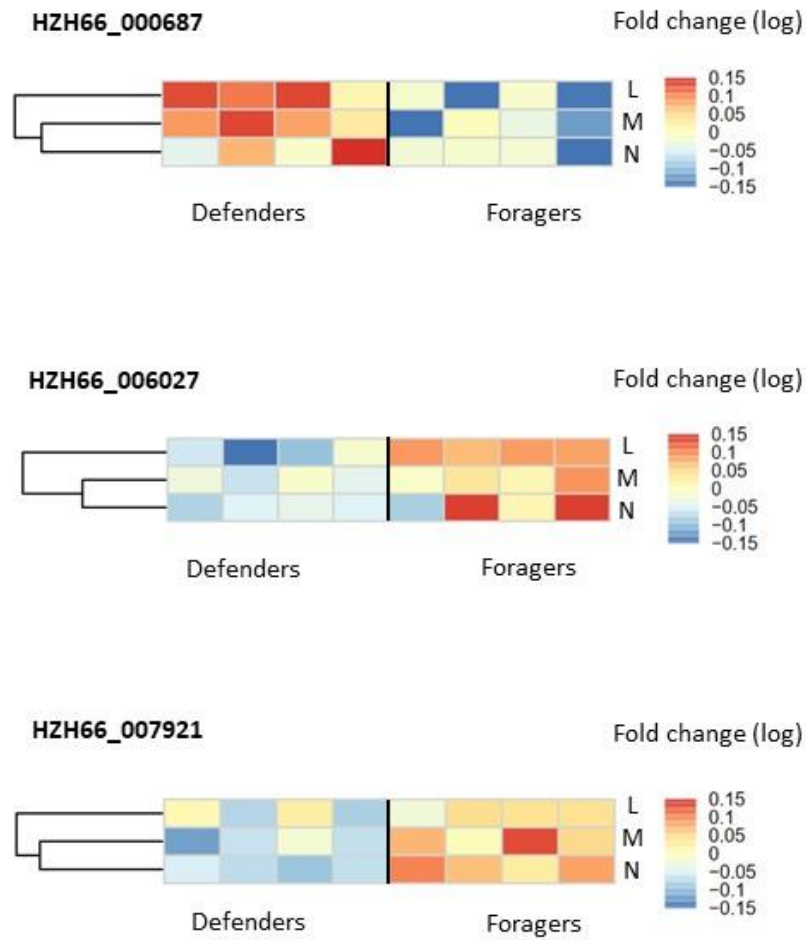 HZH66_000687 Fold change (log)
L 0.15
0.1
M 0.05
0
−0.05
N −0.1
−0.15
Defenders Foragers
HZH66_006027 Fold change (log)
L 0.15
0.1
M 0.05
0
−0.05
N −0.1
−0.15
Defenders Foragers
HZH66_007921 Fold change (log)
L 0.15
0.1
M 0.05
0
−0.05
N −0.1
−0.15
Defenders Foragers